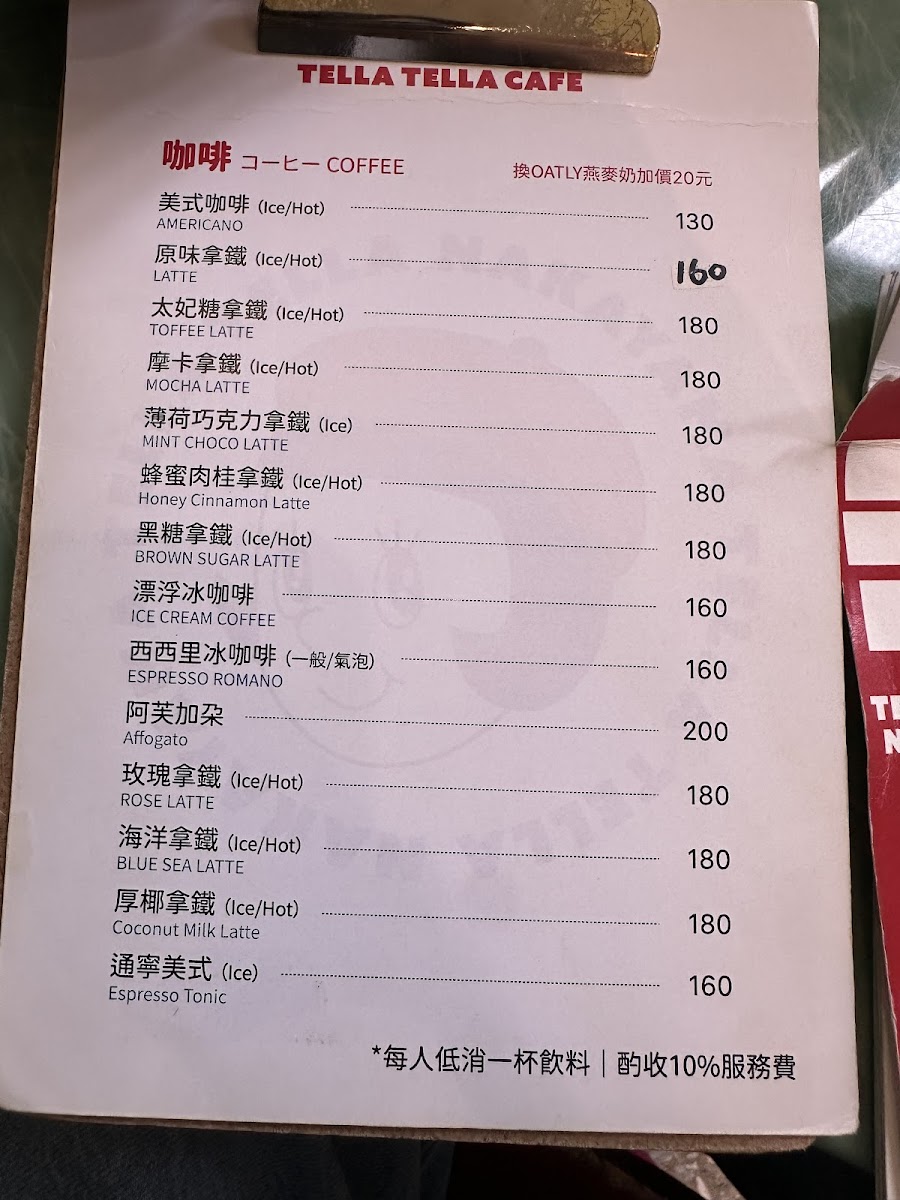 TELLA TELLA CAFE
咖啡 コーヒー COFFEE 換OATLY燕麥奶加價20元
美式咖啡 (Ice/Hot) 130
AMERICANO
原味拿鐵 (Ice/Hot) 160
LATTE
太妃糖拿鐵 (Ice/Hot) 180
TOFFEE LATTE
摩卡拿鐵 (Ice/Hot) 180
MOCHA LATTE
薄荷巧克力拿鐵 (Ice) 180
MINT CHOCO LATTE
蜂蜜肉桂拿鐵 (Ice/Hot) 180
Honey Cinnamon Latte
黑糖拿鐵 (Ice/Hot) 180
BROWN SUGAR LATTE
漂浮冰咖啡 160
ICE CREAM COFFEE
西西里冰咖啡 (一般/氣泡) 160
ESPRESSO ROMANO
阿芙加朵 200
Affogato
玫瑰拿鐵 (Ice/Hot) 180
ROSE LATTE
海洋拿鐵 (Ice/Hot) 180
BLUE SEA LATTE
厚椰拿鐵 (Ice/Hot) 180
Coconut Milk Latte
通寧美式 (Ice) 160
Espresso Tonic
*每人低消一杯飲料｜酌收10%服務費